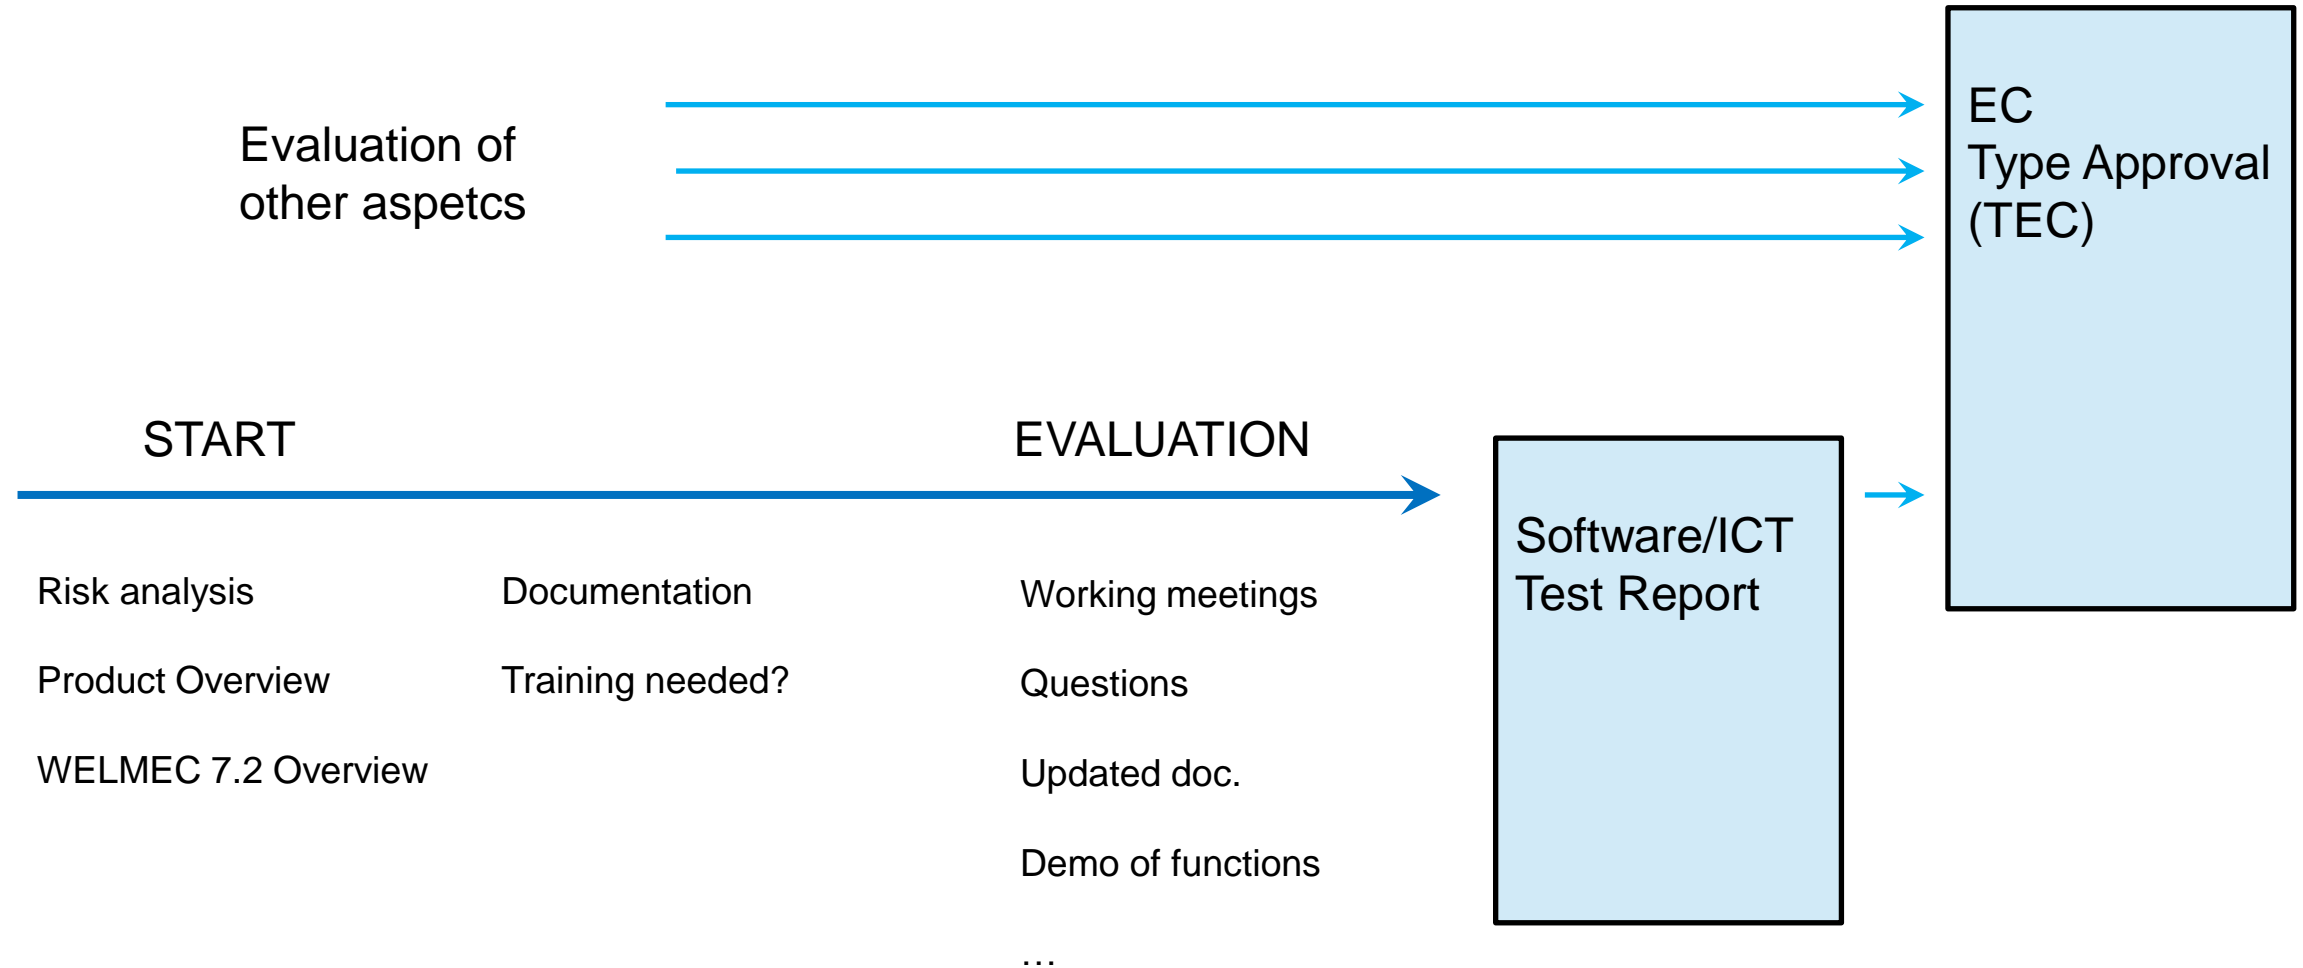 Evaluation of
other aspetcs
EC
Type Approval
(TEC)
START
EVALUATION
Risk analysis
Product Overview
WELMEC 7.2 Overview
Documentation
Training needed?
Working meetings
Questions
Updated doc.
Demo of functions
…
Software/ICT
Test Report